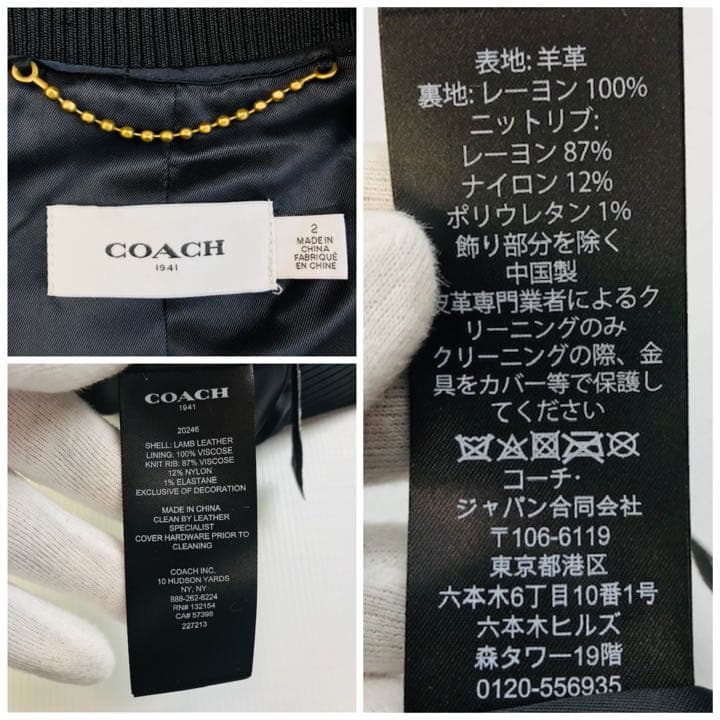 COACH
1941
2
MADE IN
CHINA
FABRIQUÉ
EN CHINE
COACH
1941
20246
SHELL: LAMB LEATHER
LINING: 100% VISCOSE
KNIT RIB: 87% VISCOSE
12% NYLON
1% ELASTANE
EXCLUSIVE OF DECORATION
MADE IN CHINA
CLEAN BY LEATHER
SPECIALIST
COVER HARDWARE PRIOR TO
CLEANING
COACH INC.
10 HUDSON YARDS
NY, NY
888-262-6224
RN# 132154
CA# 57398
227213
表地: 羊革
裏地: レーヨン 100%
ニットリブ:
レーヨン 87%
ナイロン 12%
ポリウレタン 1%
飾り部分を除く
中国製
皮革専門業者によるク
リーニングのみ
クリーニングの際、金
具をカバー等で保護し
てください
コーチ・
ジャパン合同会社
〒106-6119
東京都港区
六本木6丁目10番1号
六本木ヒルズ
森タワー19階
0120-556935